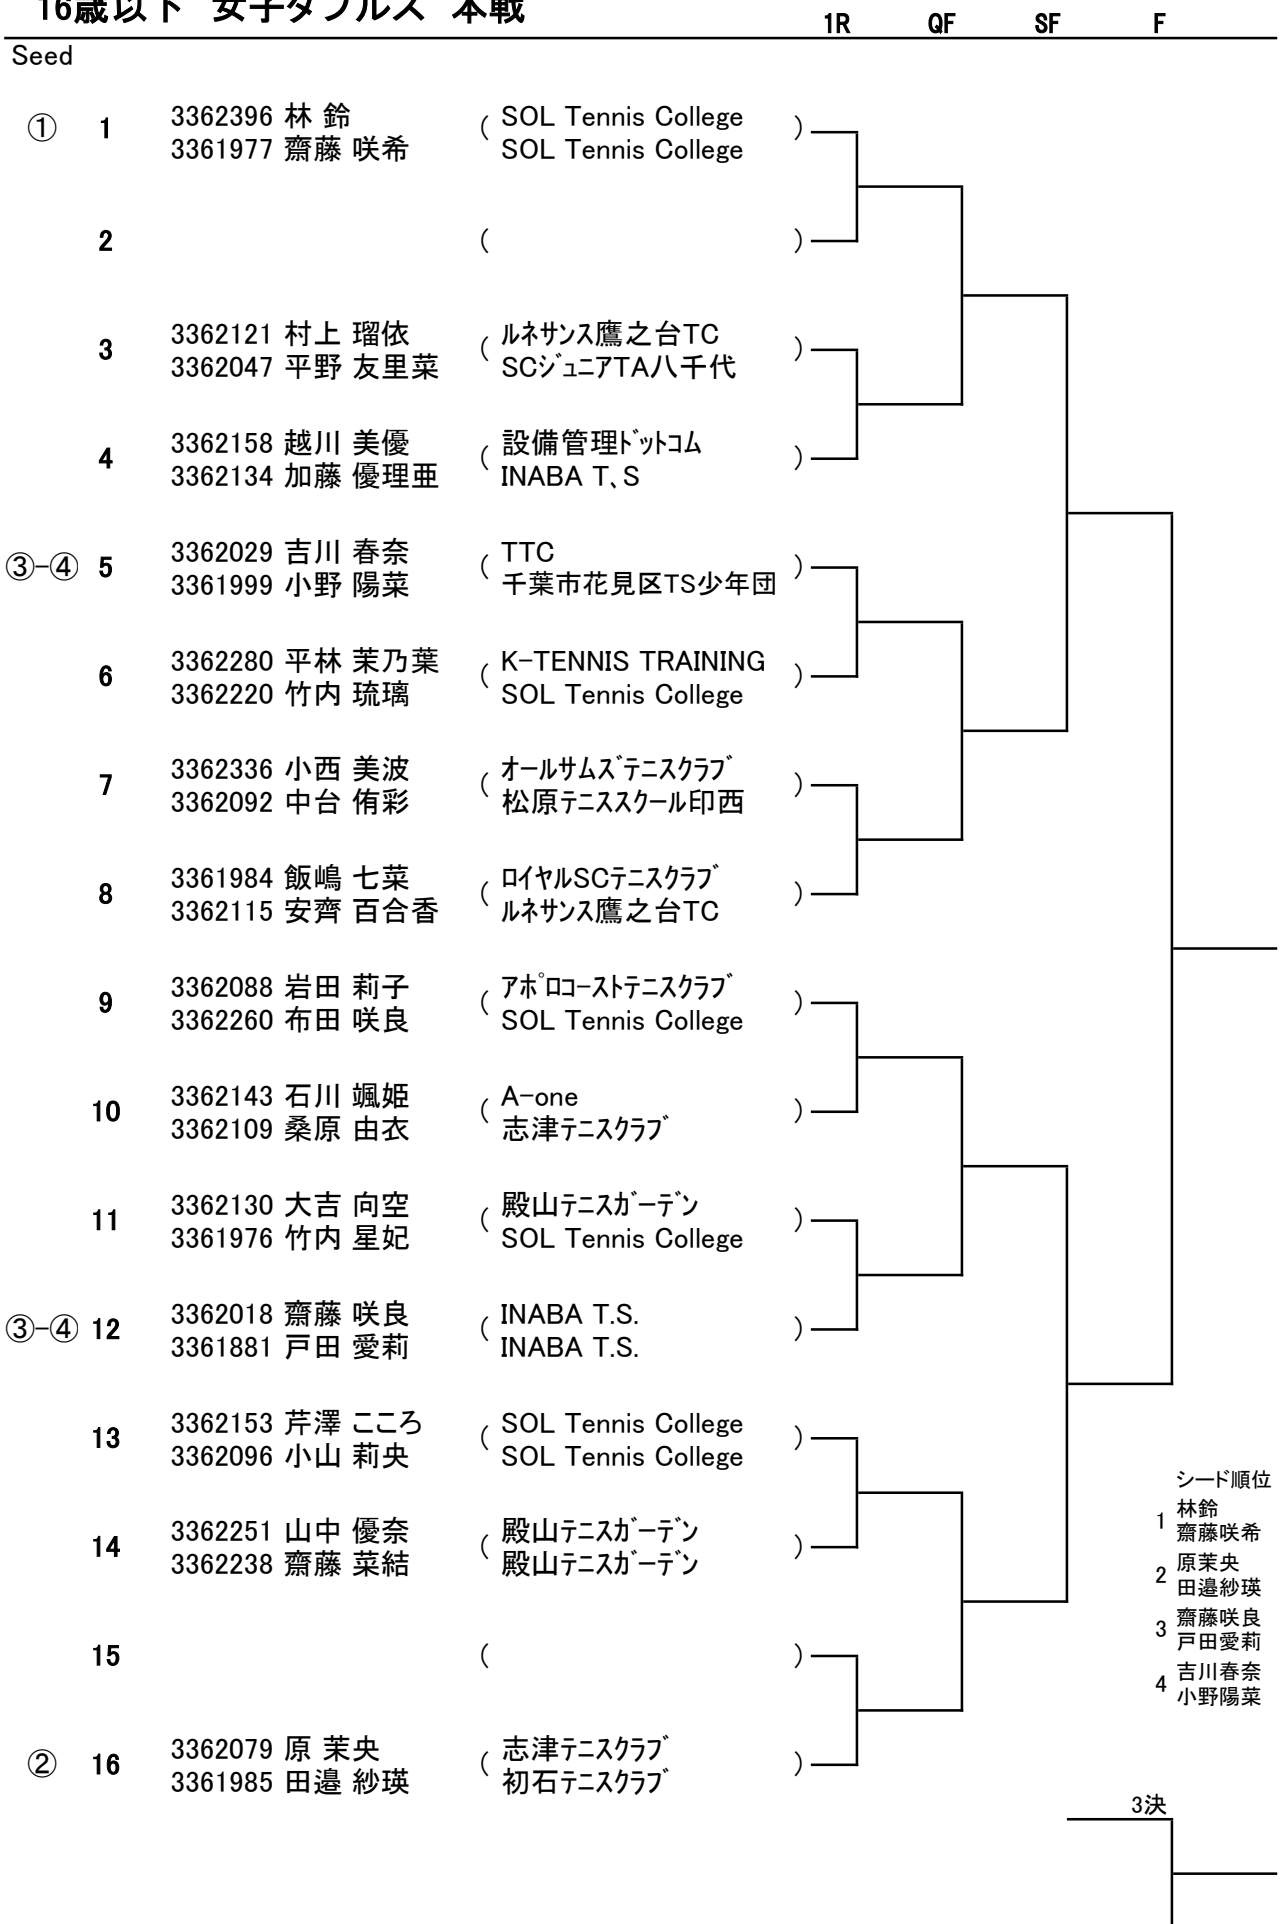 16歳以下 女子ダブルス 本戦
1R QF SF F
Seed
① 1 3362396 林 鈴 ( SOL Tennis College )
3361977 齋藤 咲希 SOL Tennis College
2 ( )
3 3362121 村上 瑠依 ( ﾙﾈｻﾝｽ鷹之台TC )
3362047 平野 友里菜 SCｼﾞｭﾆｱTA八千代
4 3362158 越川 美優 ( 設備管理ﾄﾞｯﾄｺﾑ )
3362134 加藤 優理亜 INABA T､S
③-④ 5 3362029 吉川 春奈 ( TTC )
3361999 小野 陽菜 千葉市花見区TS少年団
6 3362280 平林 茉乃葉 ( K-TENNIS TRAINING )
3362220 竹内 琉璃 SOL Tennis College
7 3362336 小西 美波 ( ｵｰﾙｻﾑｽﾞﾃﾆｽｸﾗﾌﾞ )
3362092 中台 侑彩 松原ﾃﾆｽｽｸｰﾙ印西
8 3361984 飯嶋 七菜 ( ﾛｲﾔﾙSCﾃﾆｽｸﾗﾌﾞ )
3362115 安齊 百合香 ﾙﾈｻﾝｽ鷹之台TC
9 3362088 岩田 莉子 ( ｱﾎﾟﾛｺｰｽﾄﾃﾆｽｸﾗﾌﾞ )
3362260 布田 咲良 SOL Tennis College
10 3362143 石川 颯姫 ( A-one )
3362109 桑原 由衣 志津ﾃﾆｽｸﾗﾌﾞ
11 3362130 大吉 向空 ( 殿山ﾃﾆｽｶﾞｰﾃﾞﾝ )
3361976 竹内 星妃 SOL Tennis College
③-④ 12 3362018 齋藤 咲良 ( INABA T.S. )
3361881 戸田 愛莉 INABA T.S.
13 3362153 芹澤 こころ ( SOL Tennis College )
3362096 小山 莉央 SOL Tennis College
14 3362251 山中 優奈 ( 殿山ﾃﾆｽｶﾞｰﾃﾞﾝ )
3362238 齋藤 菜結 殿山ﾃﾆｽｶﾞｰﾃﾞﾝ
15 ( )
② 16 3362079 原 茉央 ( 志津ﾃﾆｽｸﾗﾌﾞ )
3361985 田邉 紗瑛 初石ﾃﾆｽｸﾗﾌﾞ
シード順位
1 林鈴
齋藤咲希
2 原茉央
田邉紗瑛
3 齋藤咲良
戸田愛莉
4 吉川春奈
小野陽菜
3決